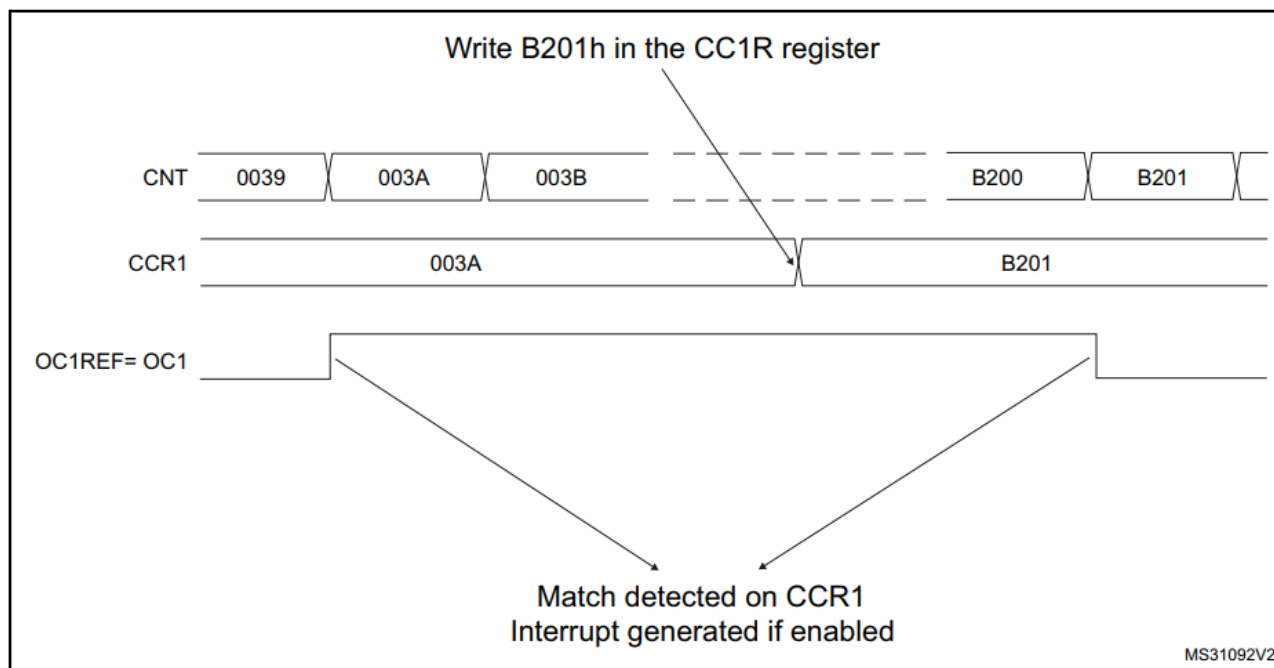 Write B201h in the CC1R register
CNT 0039 003A 003B B200 B201
CCR1 003A B201
OC1REF= OC1
Match detected on CCR1
Interrupt generated if enabled
MS31092V2